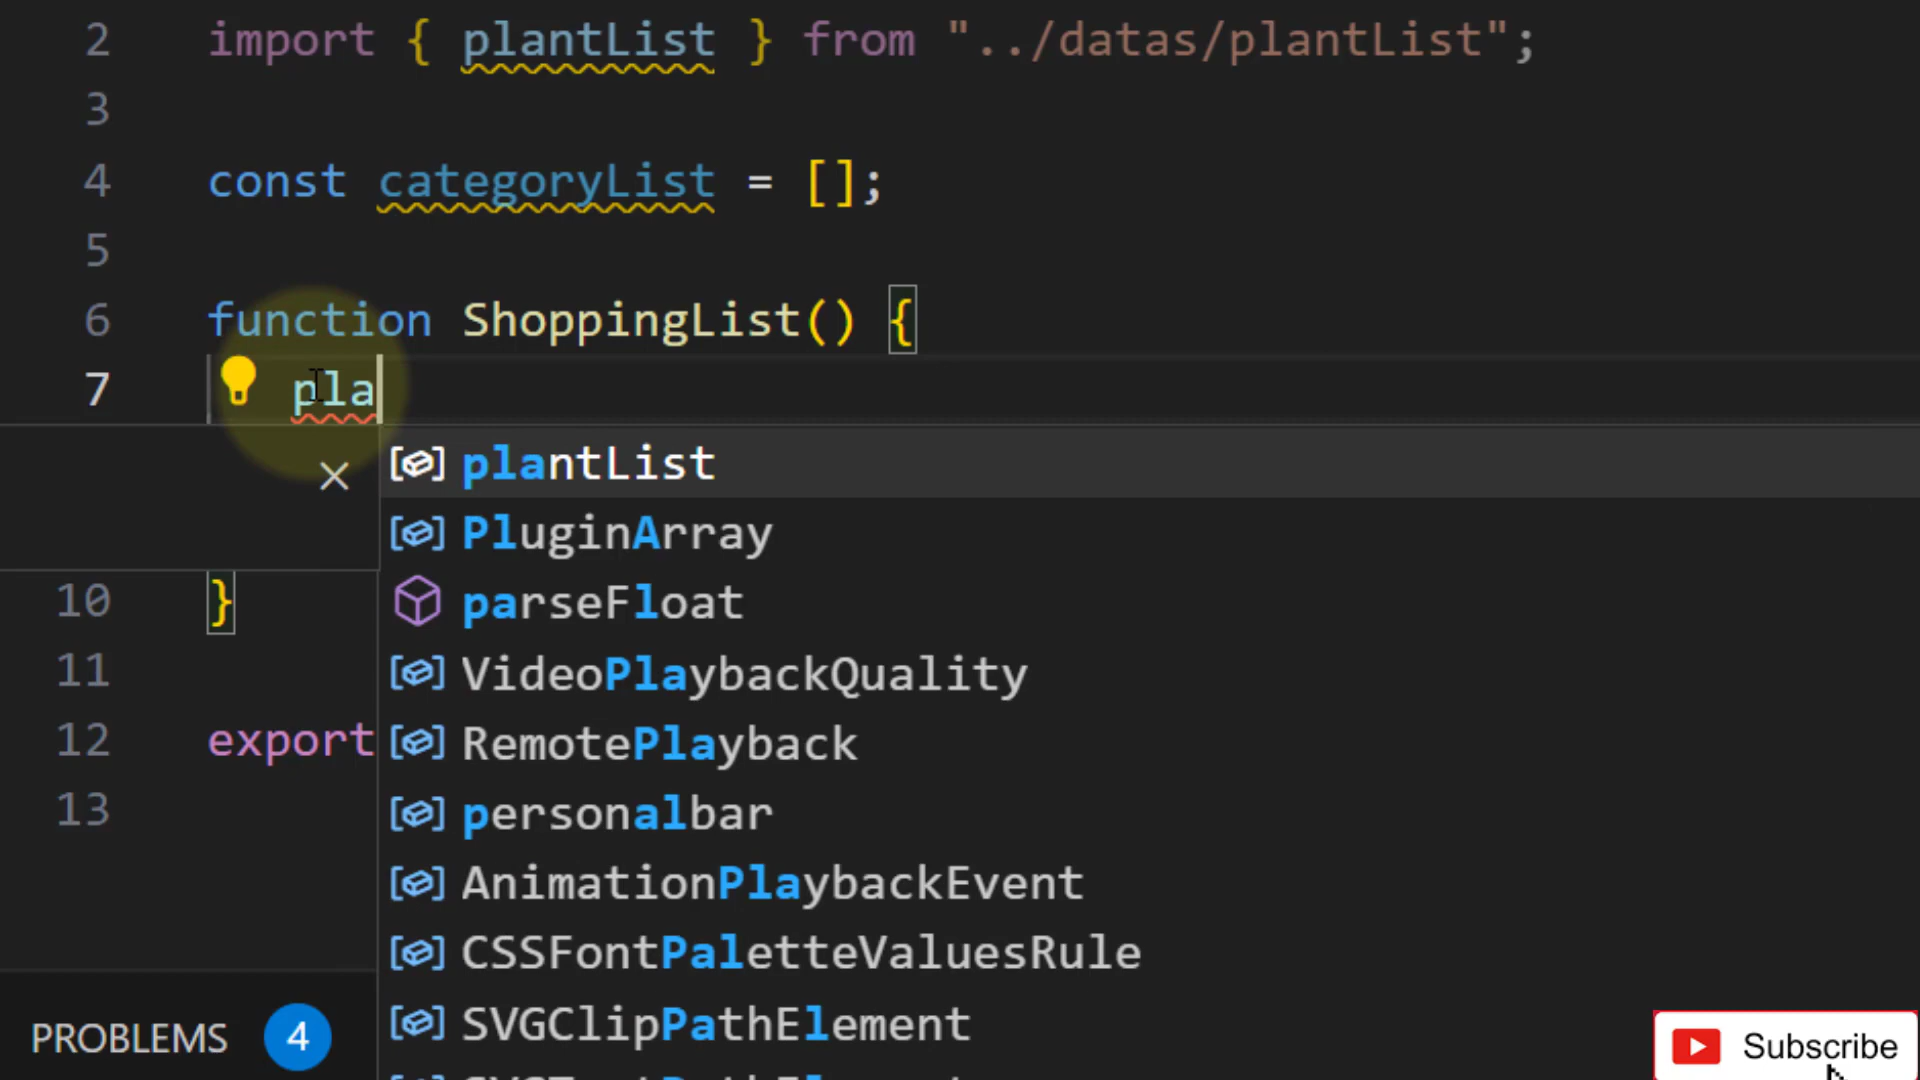 2 import { plantList } from "../datas/plantList";
3
4 const categoryList = [];
5
6 function ShoppingList() {
7 pla
plantList
PluginArray
10 } parseFloat
11 VideoPlaybackQuality
12 export RemotePlayback
13 personalbar
AnimationPlaybackEvent
CSSFontPaletteValuesRule
PROBLEMS 4 SVGClipPathElement
Subscribe